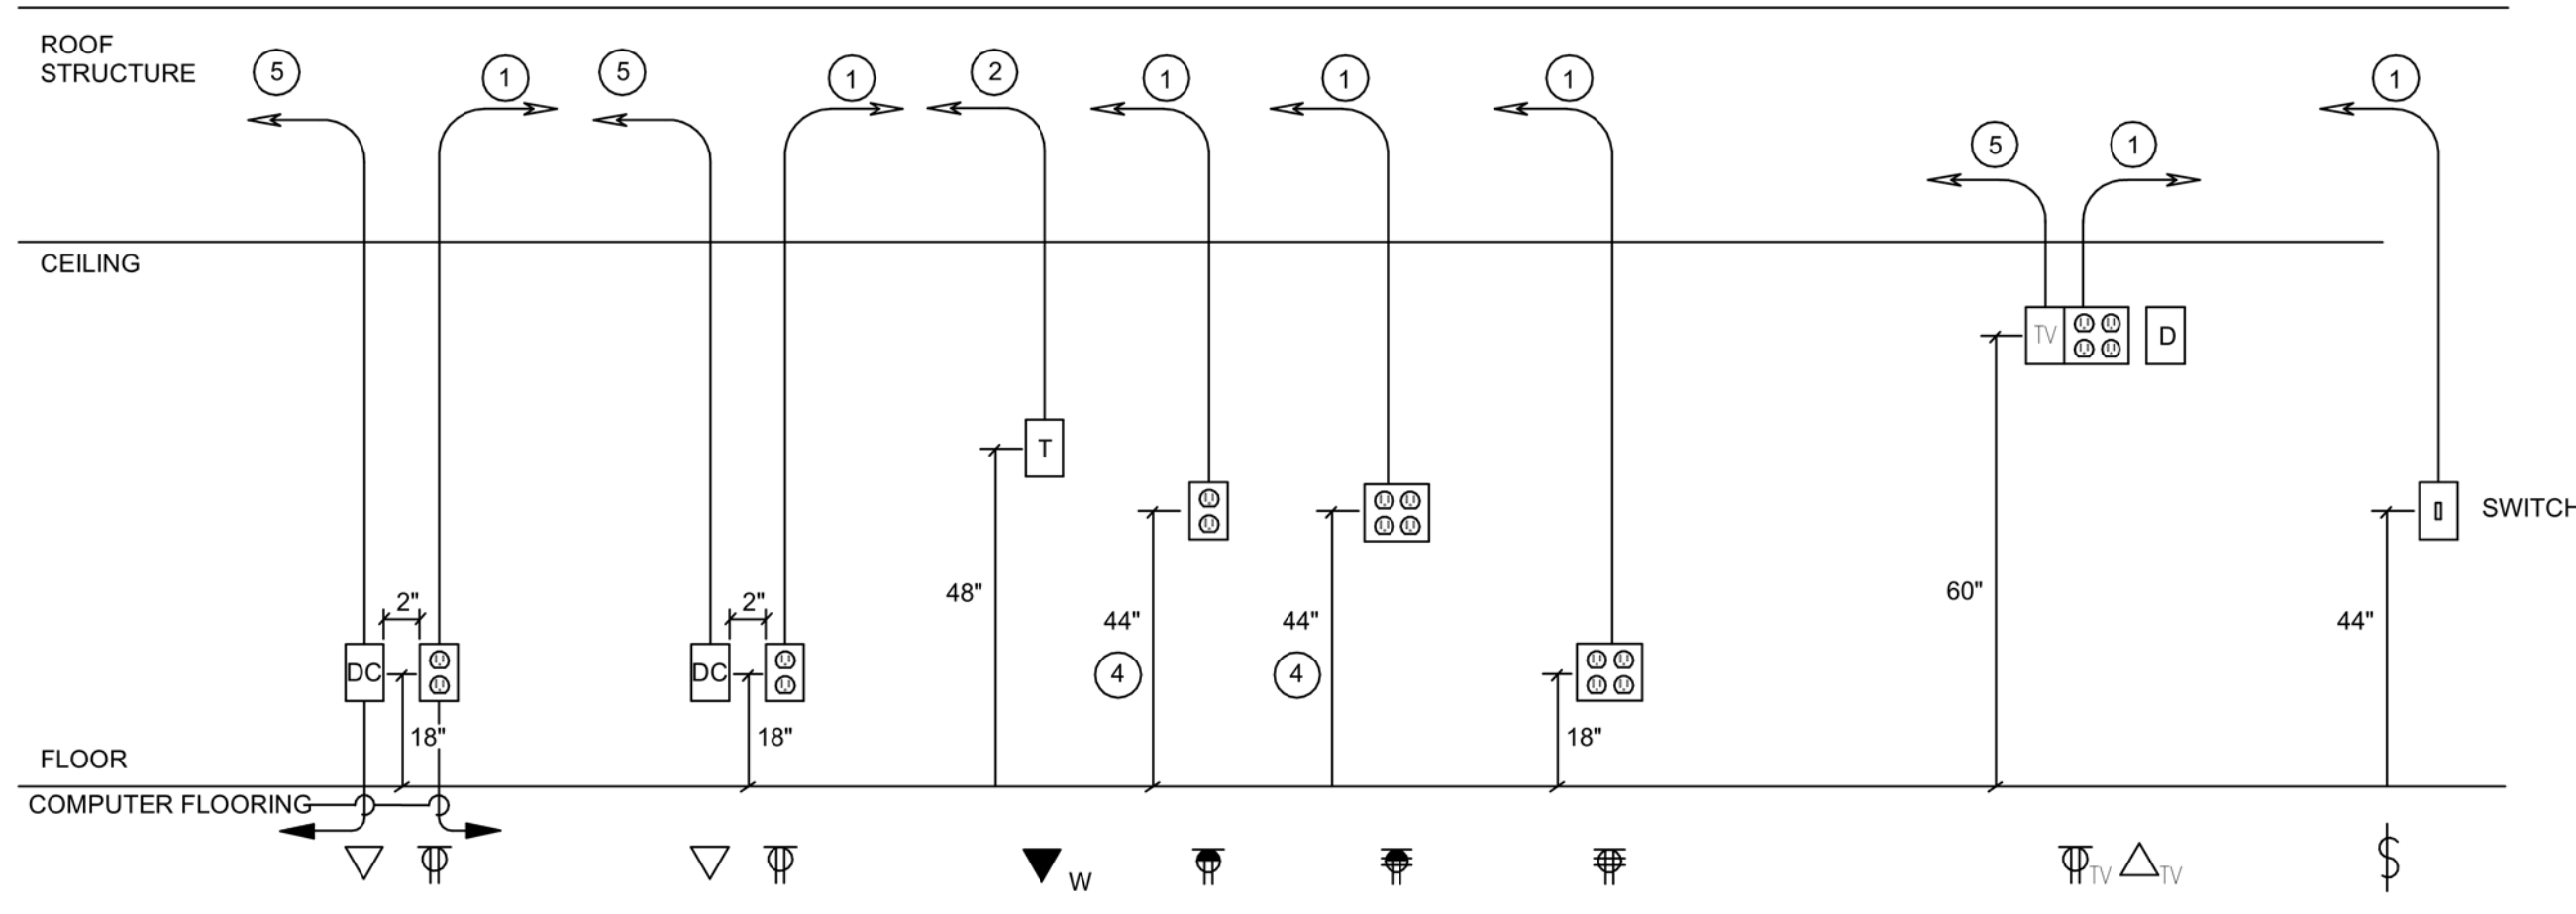 ROOF
STRUCTURE
5
1
5
1
2
1
1
1
5
1
1
CEILING
TV
D
T
SWITCH
48"
44"
44"
60"
44"
2"
2"
4
4
DC
DC
18"
18"
18"
FLOOR
COMPUTER FLOORING
W
TV
TV
$